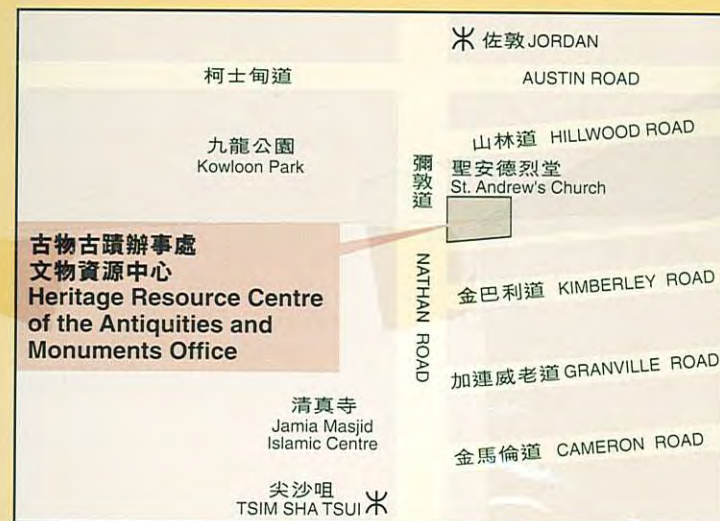 佐敦 JORDAN
柯士甸道
AUSTIN ROAD
山林道 HILLWOOD ROAD
九龍公園
Kowloon Park
彌敦道
NATHAN ROAD
聖安德烈堂
St. Andrew's Church
古物古蹟辦事處
文物資源中心
Heritage Resource Centre
of the Antiquities and
Monuments Office
金巴利道 KIMBERLEY ROAD
加連威老道 GRANVILLE ROAD
清真寺
Jamia Masjid
Islamic Centre
金馬倫道 CAMERON ROAD
尖沙咀
TSIM SHA TSUI